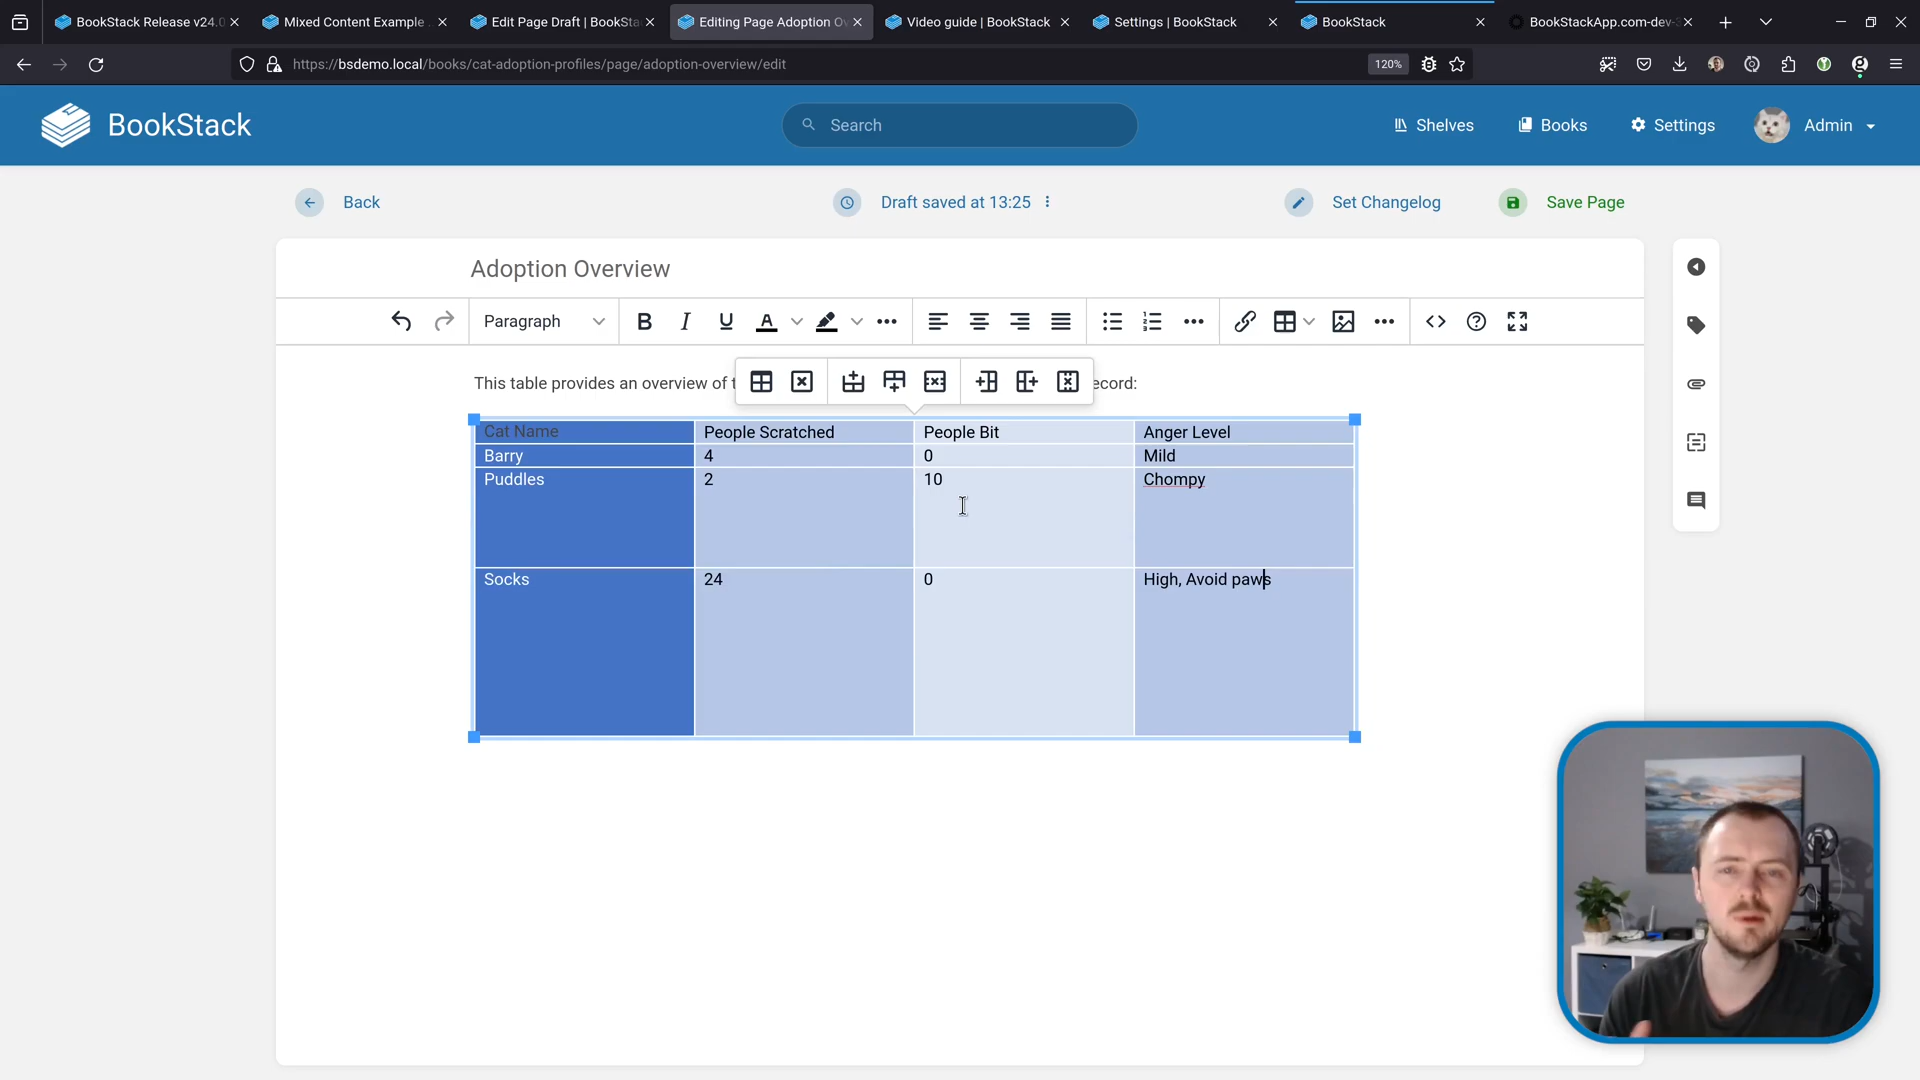 BookStack Release v24.0
Mixed Content Example
Edit Page Draft | BookSta
Editing Page Adoption Ov
Video guide | BookStack
Settings | BookStack
BookStack
BookStackApp.com-dev-
https://bsdemo.local/books/cat-adoption-profiles/page/adoption-overview/edit
120%
BookStack
Search
Shelves
Books
Settings
Admin
Back
Draft saved at 13:25
Set Changelog
Save Page
Adoption Overview
Paragraph
B I U A
This table provides an overview of t
ecord:
Cat Name People Scratched People Bit Anger Level
Barry 4 0 Mild
Puddles 2 10 Chompy
Socks 24 0 High, Avoid paws